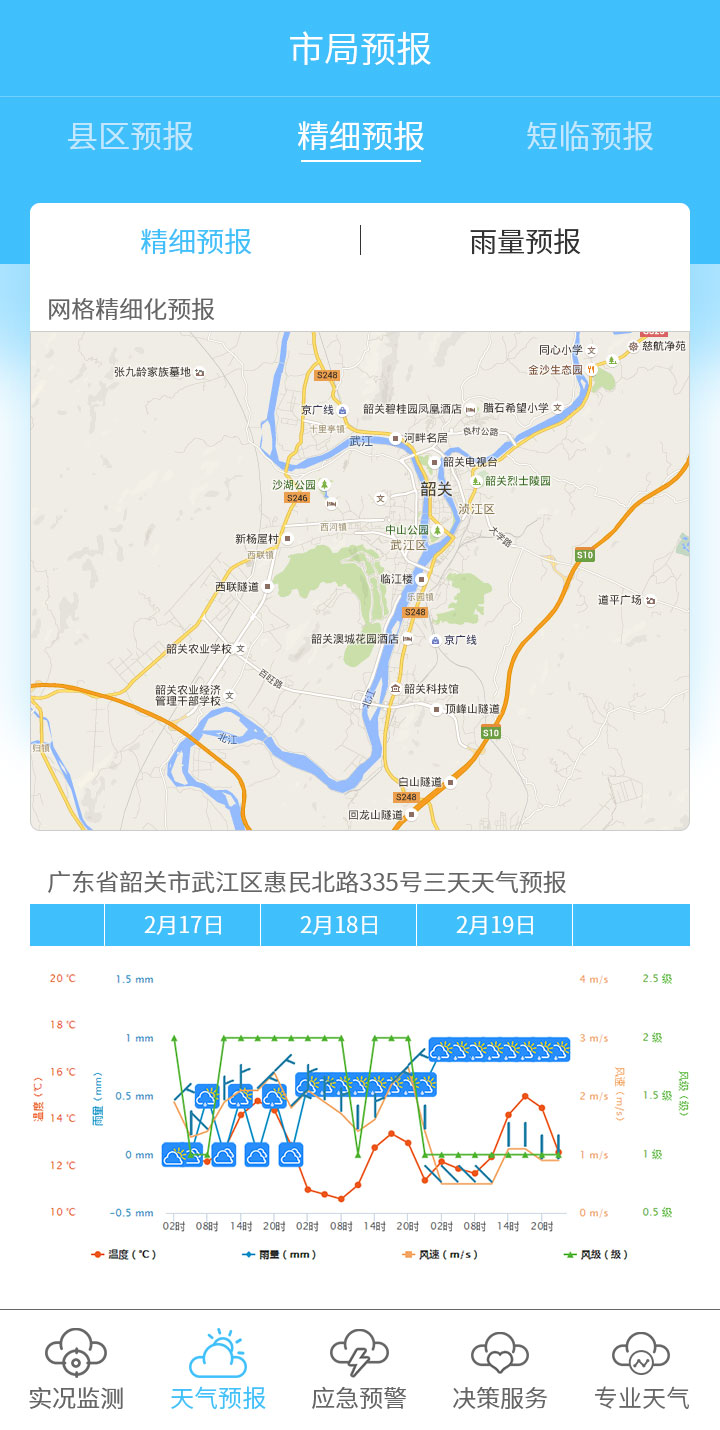 市局预报
县区预报 精细预报 短临预报
精细预报 雨量预报
网格精细化预报
同心小学
慈航净苑
张九龄家族墓地
金沙生态园
S248
京广线
韶关碧桂园凤凰酒店
腊石希望小学
十里亭镇
武江
河畔名居
良村公路
韶关电视台
沙湖公园
韶关
韶关烈士陵园
S246
浈江区
西河镇
中山公园
大学路
新杨屋村
武江区
西联镇
S10
临江楼
西联隧道
乐园镇
道平广场
S248
韶关澳城花园酒店
京广线
韶关农业学校
百旺路
韶关农业经济
管理干部学校
韶关科技馆
北江
顶峰山隧道
S10
北江
归镇
白山隧道
S248
回龙山隧道
广东省韶关市武江区惠民北路335号三天天气预报
2月17日 2月18日 2月19日
20 ℃ 1.5 mm 4 m/s 2.5 级
18 ℃ 1 mm 3 m/s 2 级
16 ℃ 0.5 mm 2 m/s 1.5 级
14 ℃ 0 mm 1 m/s 1 级
12 ℃ -0.5 mm 0 m/s 0.5 级
10 ℃
温度（℃）
雨量（mm）
风速（m/s）
风级（级）
02时 08时 14时 20时 02时 08时 14时 20时 02时 08时 14时 20时
温度（℃） 雨量（mm） 风速（m/s） 风级（级）
实况监测 天气预报 应急预警 决策服务 专业天气